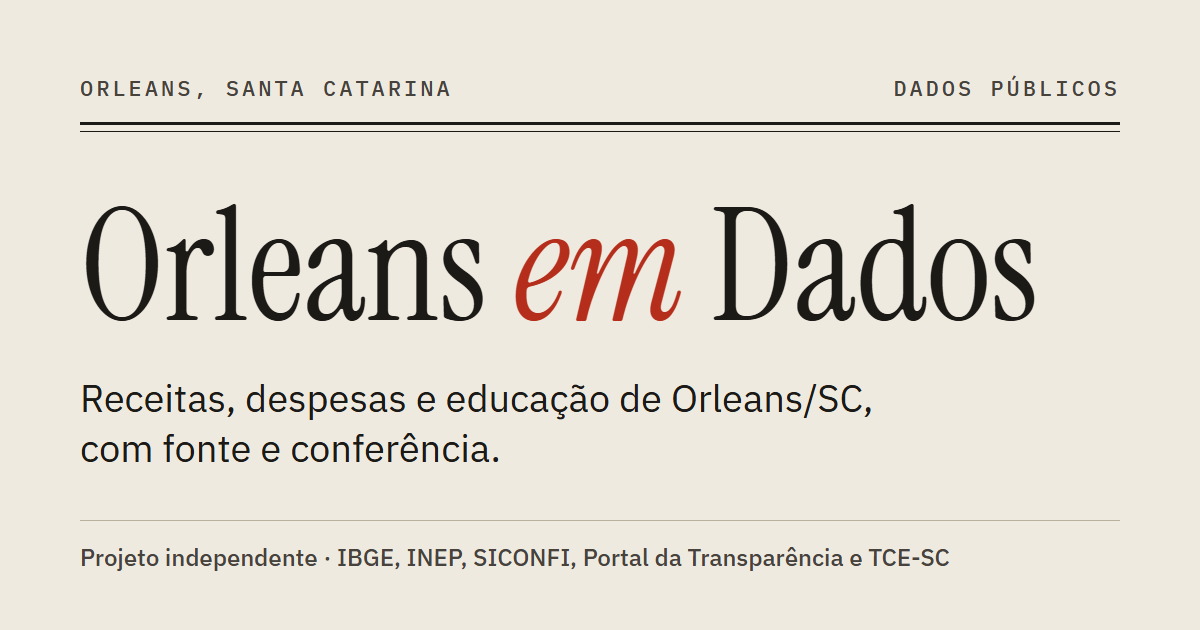 ORLEANS, SANTA CATARINA
DADOS PÚBLICOS
Orleans em Dados
Receitas, despesas e educação de Orleans/SC,
com fonte e conferência.
Projeto independente · IBGE, INEP, SICONFI, Portal da Transparência e TCE-SC